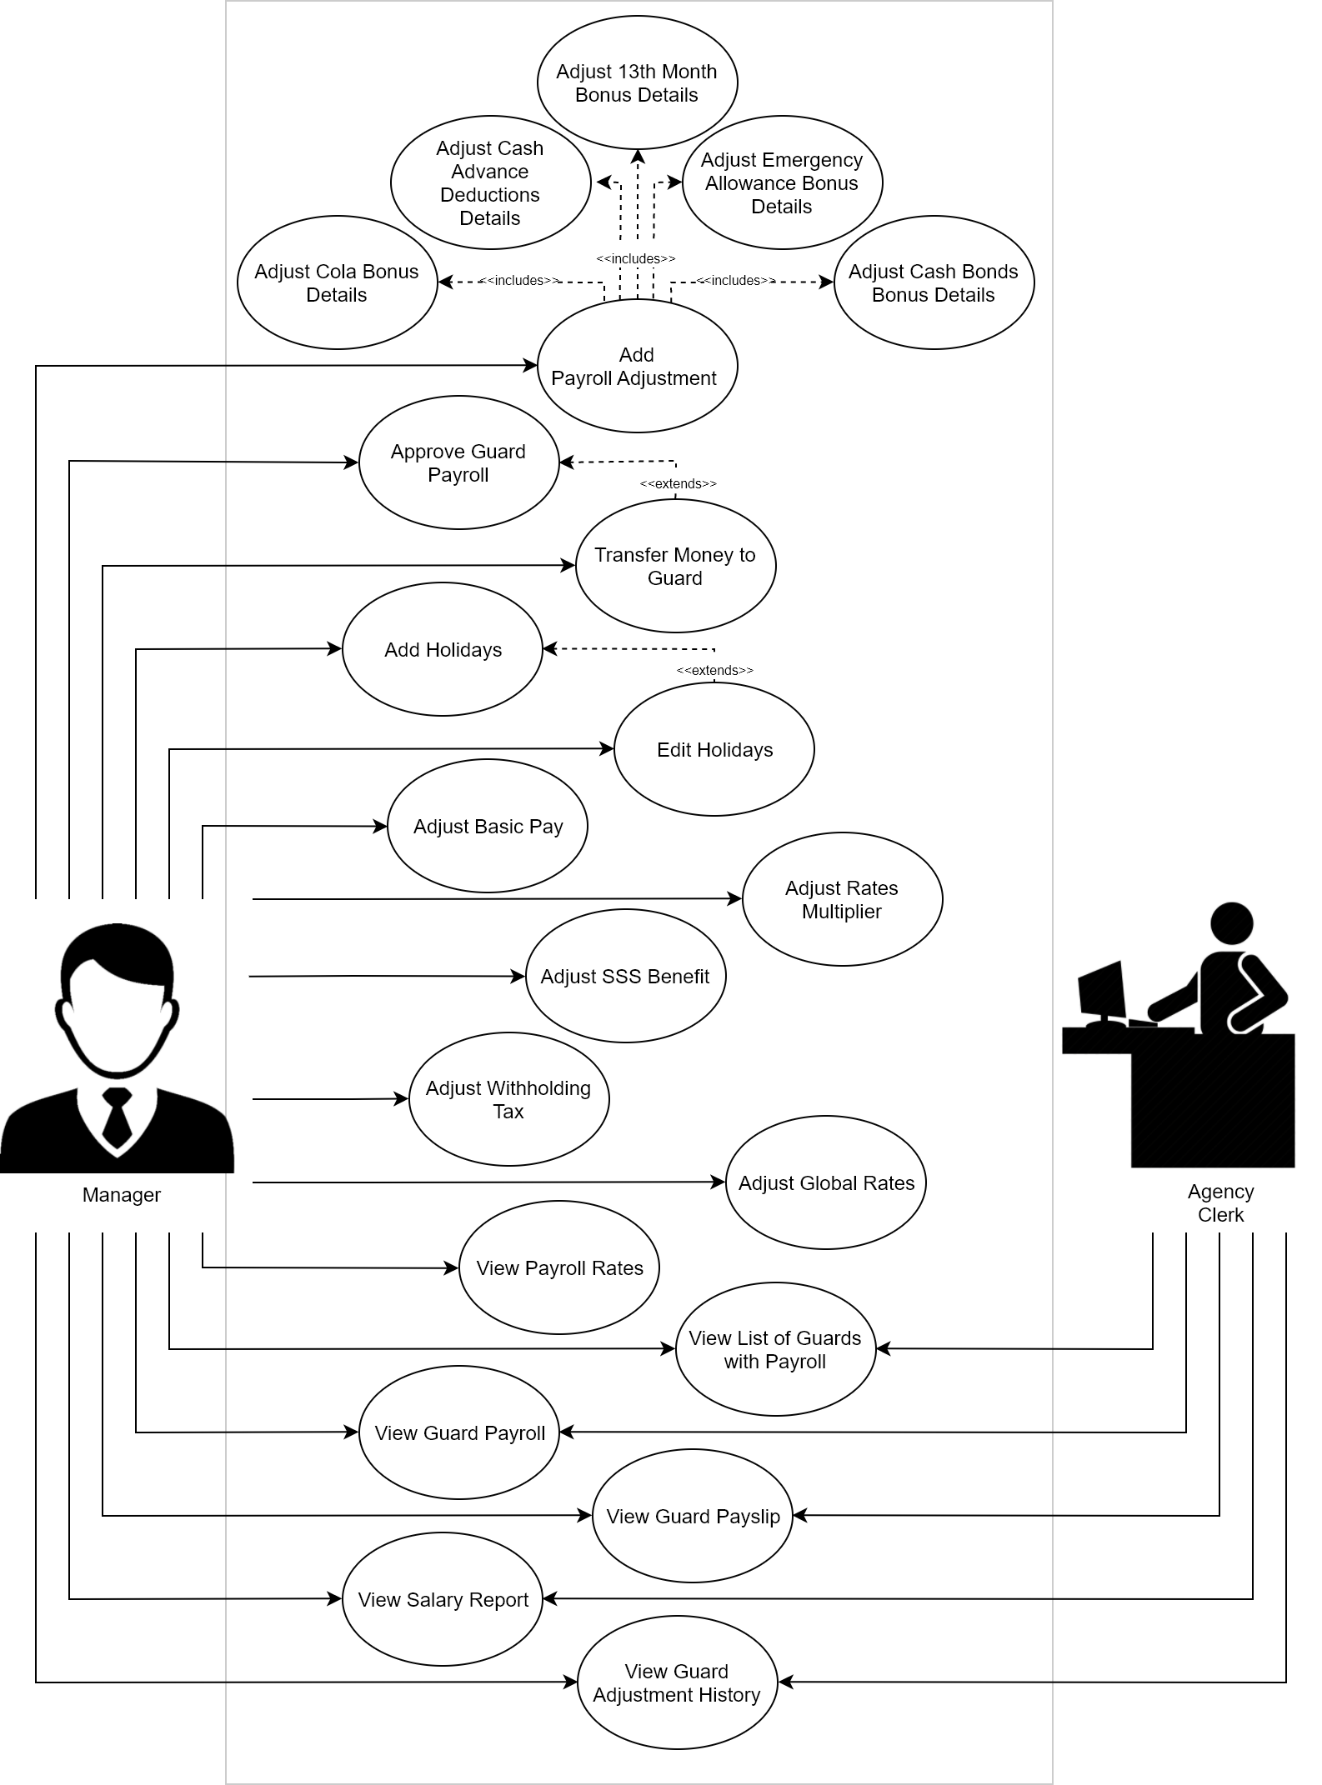 Adjust 13th Month
Bonus Details
Adjust Cash
Advance
Deductions
Details
Adjust Emergency
Allowance Bonus
Details
Adjust Cola Bonus
Details
<<includes>>
<<includes>>
<<includes>>
Adjust Cash Bonds
Bonus Details
Add
Payroll Adjustment
Approve Guard
Payroll
<<extends>>
Transfer Money to
Guard
Add Holidays
<<extends>>
Edit Holidays
Adjust Basic Pay
Adjust Rates
Multiplier
Adjust SSS Benefit
Adjust Withholding
Tax
Adjust Global Rates
Manager
Agency
Clerk
View Payroll Rates
View List of Guards
with Payroll
View Guard Payroll
View Guard Payslip
View Salary Report
View Guard
Adjustment History